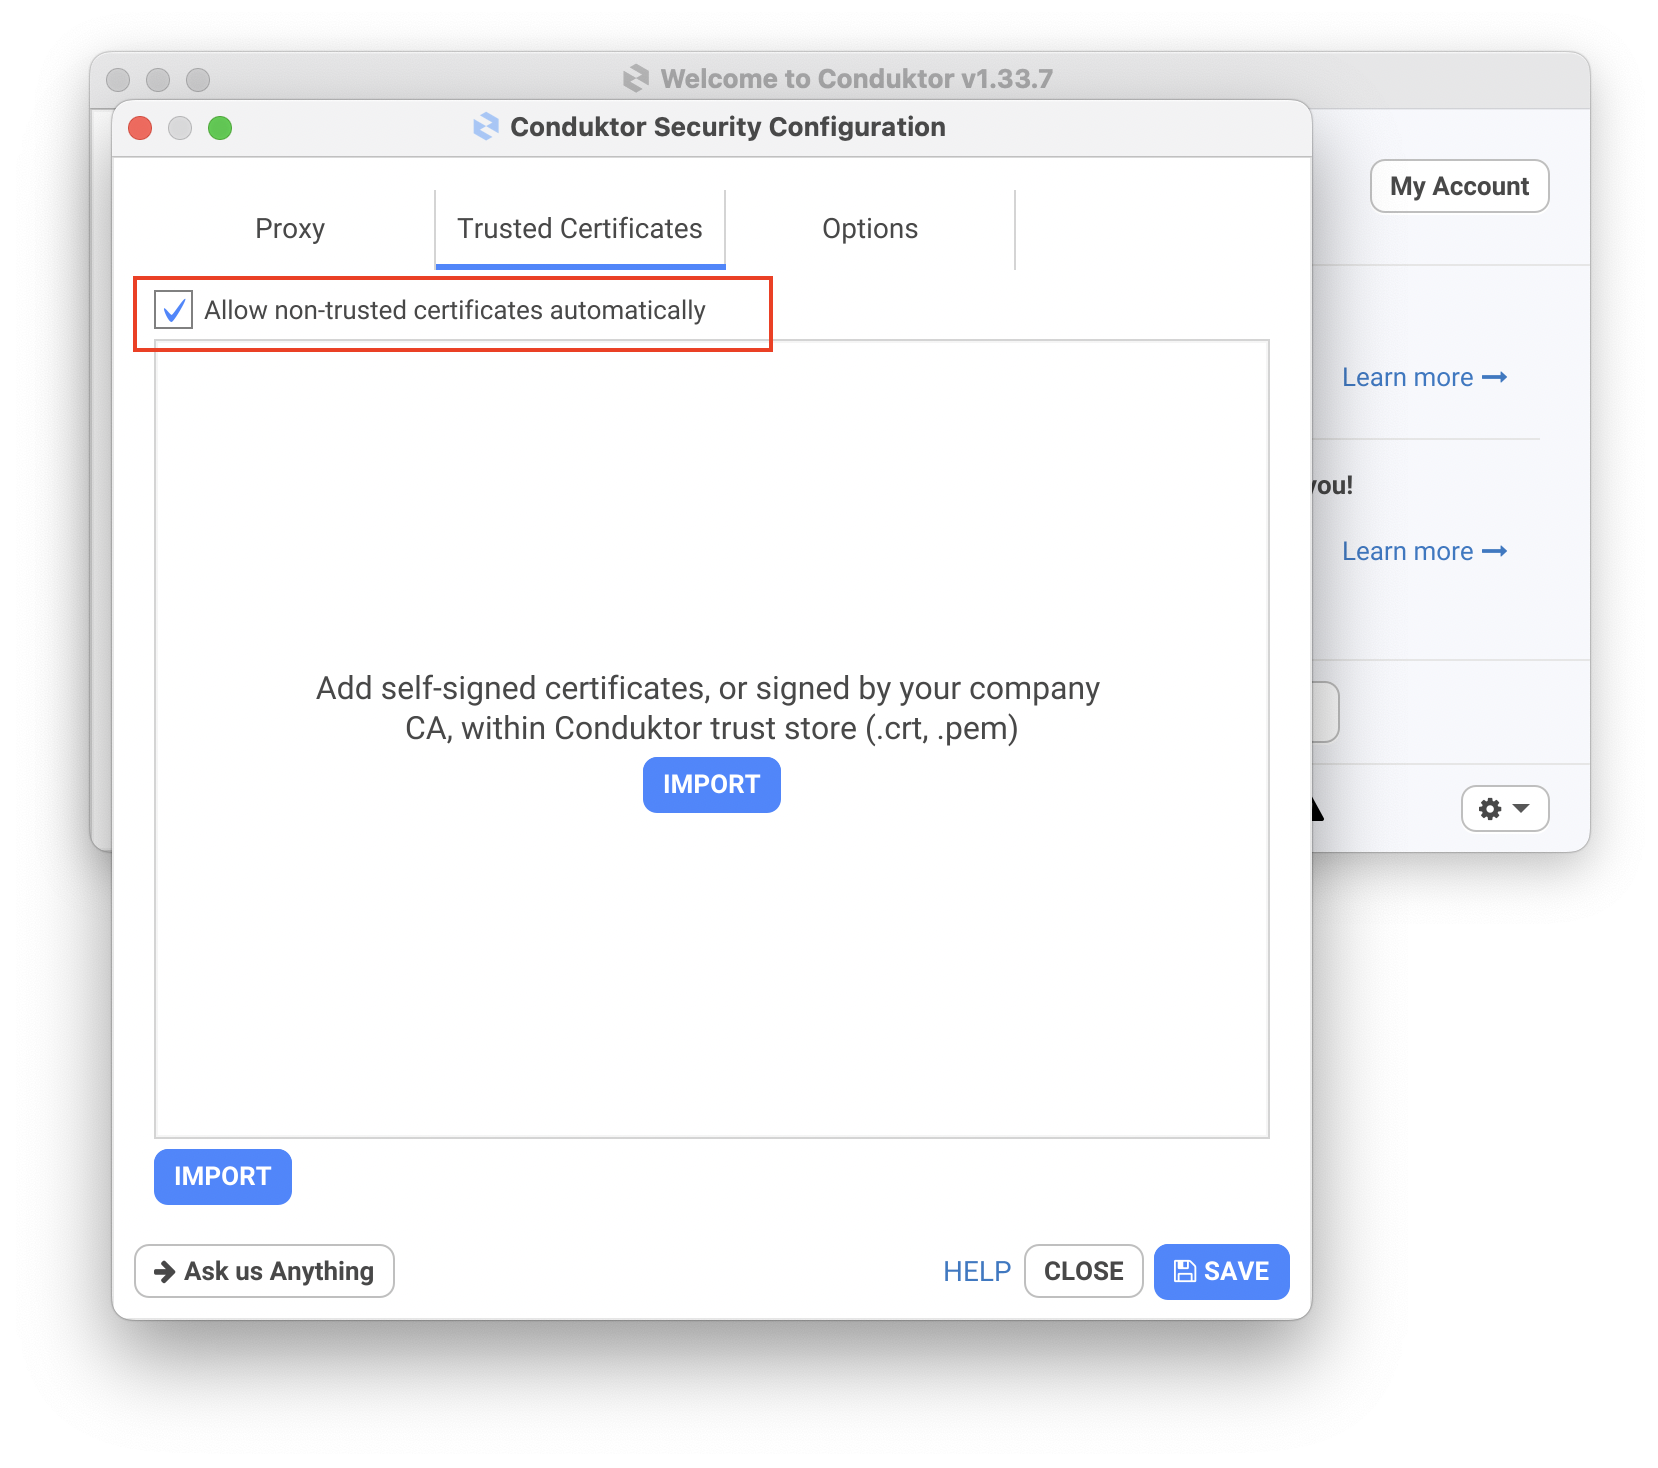 Welcome to Conduktor v1.33.7
Conduktor Security Configuration
My Account
Proxy
Trusted Certificates
Options
Allow non-trusted certificates automatically
Learn more
you!
Learn more
Add self-signed certificates, or signed by your company
CA, within Conduktor trust store (.crt, .pem)
IMPORT
IMPORT
Ask us Anything
HELP
CLOSE
SAVE